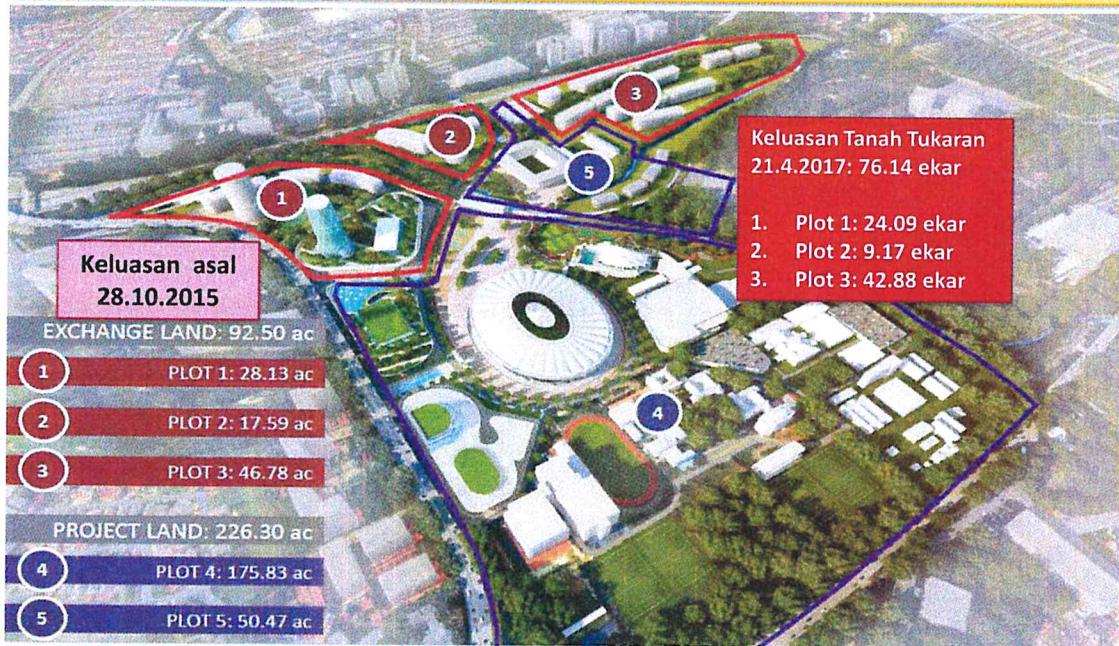 1
2
3
5
4
Keluasan Tanah Tukaran
21.4.2017: 76.14 ekar
1. Plot 1: 24.09 ekar
2. Plot 2: 9.17 ekar
3. Plot 3: 42.88 ekar
Keluasan asal
28.10.2015
EXCHANGE LAND: 92.50 ac
1 PLOT 1: 28.13 ac
2 PLOT 2: 17.59 ac
3 PLOT 3: 46.78 ac
PROJECT LAND: 226.30 ac
4 PLOT 4: 175.83 ac
5 PLOT 5: 50.47 ac